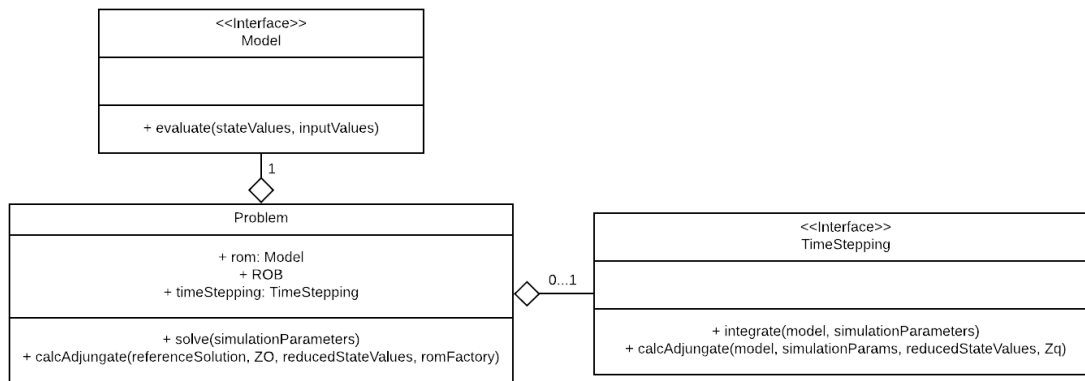 <<Interface>>
Model
+ evaluate(stateValues, inputValues)
1
Problem
+ rom: Model
+ ROB
+ timeStepping: TimeStepping
+ solve(simulationParameters)
+ calcAdjungate(referenceSolution, ZO, reducedStateValues, romFactory)
0...1
<<Interface>>
TimeStepping
+ integrate(model, simulationParameters)
+ calcAdjungate(model, simulationParams, reducedStateValues, Zq)